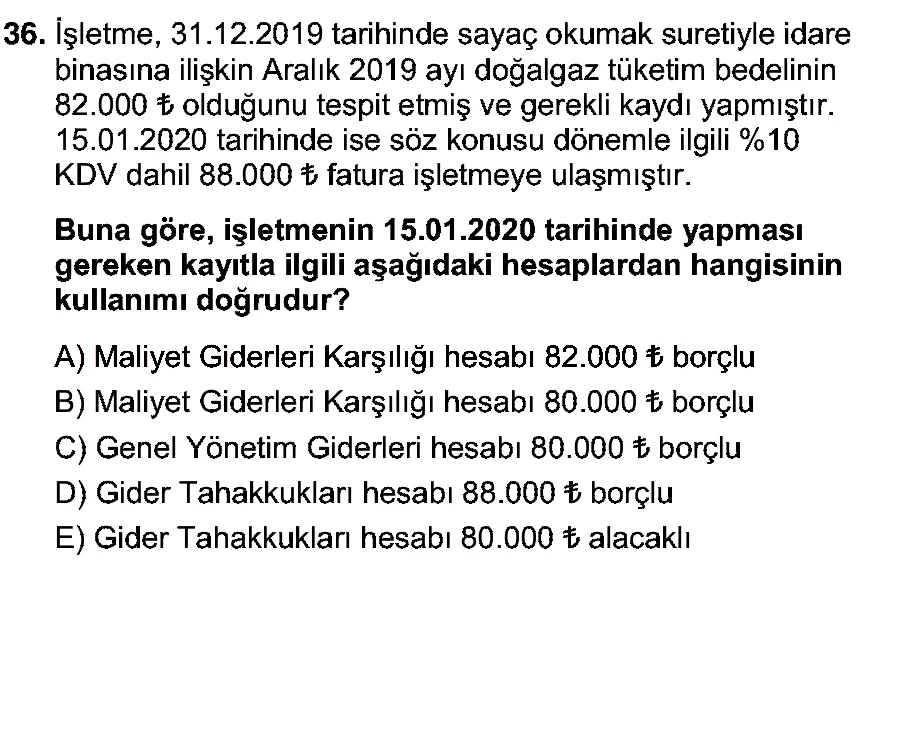 36. İşletme, 31.12.2019 tarihinde sayaç okumak suretiyle idare
binasına ilişkin Aralık 2019 ayı doğalgaz tüketim bedelinin
82.000 ₺ olduğunu tespit etmiş ve gerekli kaydı yapmıştır.
15.01.2020 tarihinde ise söz konusu dönemle ilgili %10
KDV dahil 88.000 ₺ fatura işletmeye ulaşmıştır.
Buna göre, işletmenin 15.01.2020 tarihinde yapması
gereken kayıtla ilgili aşağıdaki hesaplardan hangisinin
kullanımı doğrudur?
A) Maliyet Giderleri Karşılığı hesabı 82.000 ₺ borçlu
B) Maliyet Giderleri Karşılığı hesabı 80.000 ₺ borçlu
C) Genel Yönetim Giderleri hesabı 80.000 ₺ borçlu
D) Gider Tahakkukları hesabı 88.000 ₺ borçlu
E) Gider Tahakkukları hesabı 80.000 ₺ alacaklı